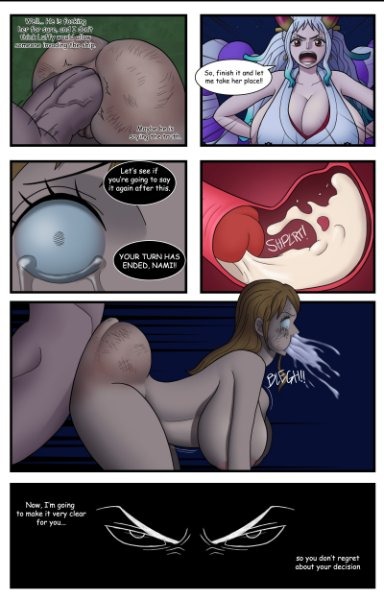 Well... He is fucking
her for sure, and I don't
think Luffy would allow
someone invading the ship.
Maybe he is
saying the truth.
So, finish it and let
me take her place!!
Let's see if
you're going to say
it again after this.
YOUR TURN HAS
ENDED, NAMI!!
SHPLRT!
BLEGH!!!
Now, I'm going
to make it very clear
for you...
so you don't regret
about your decision